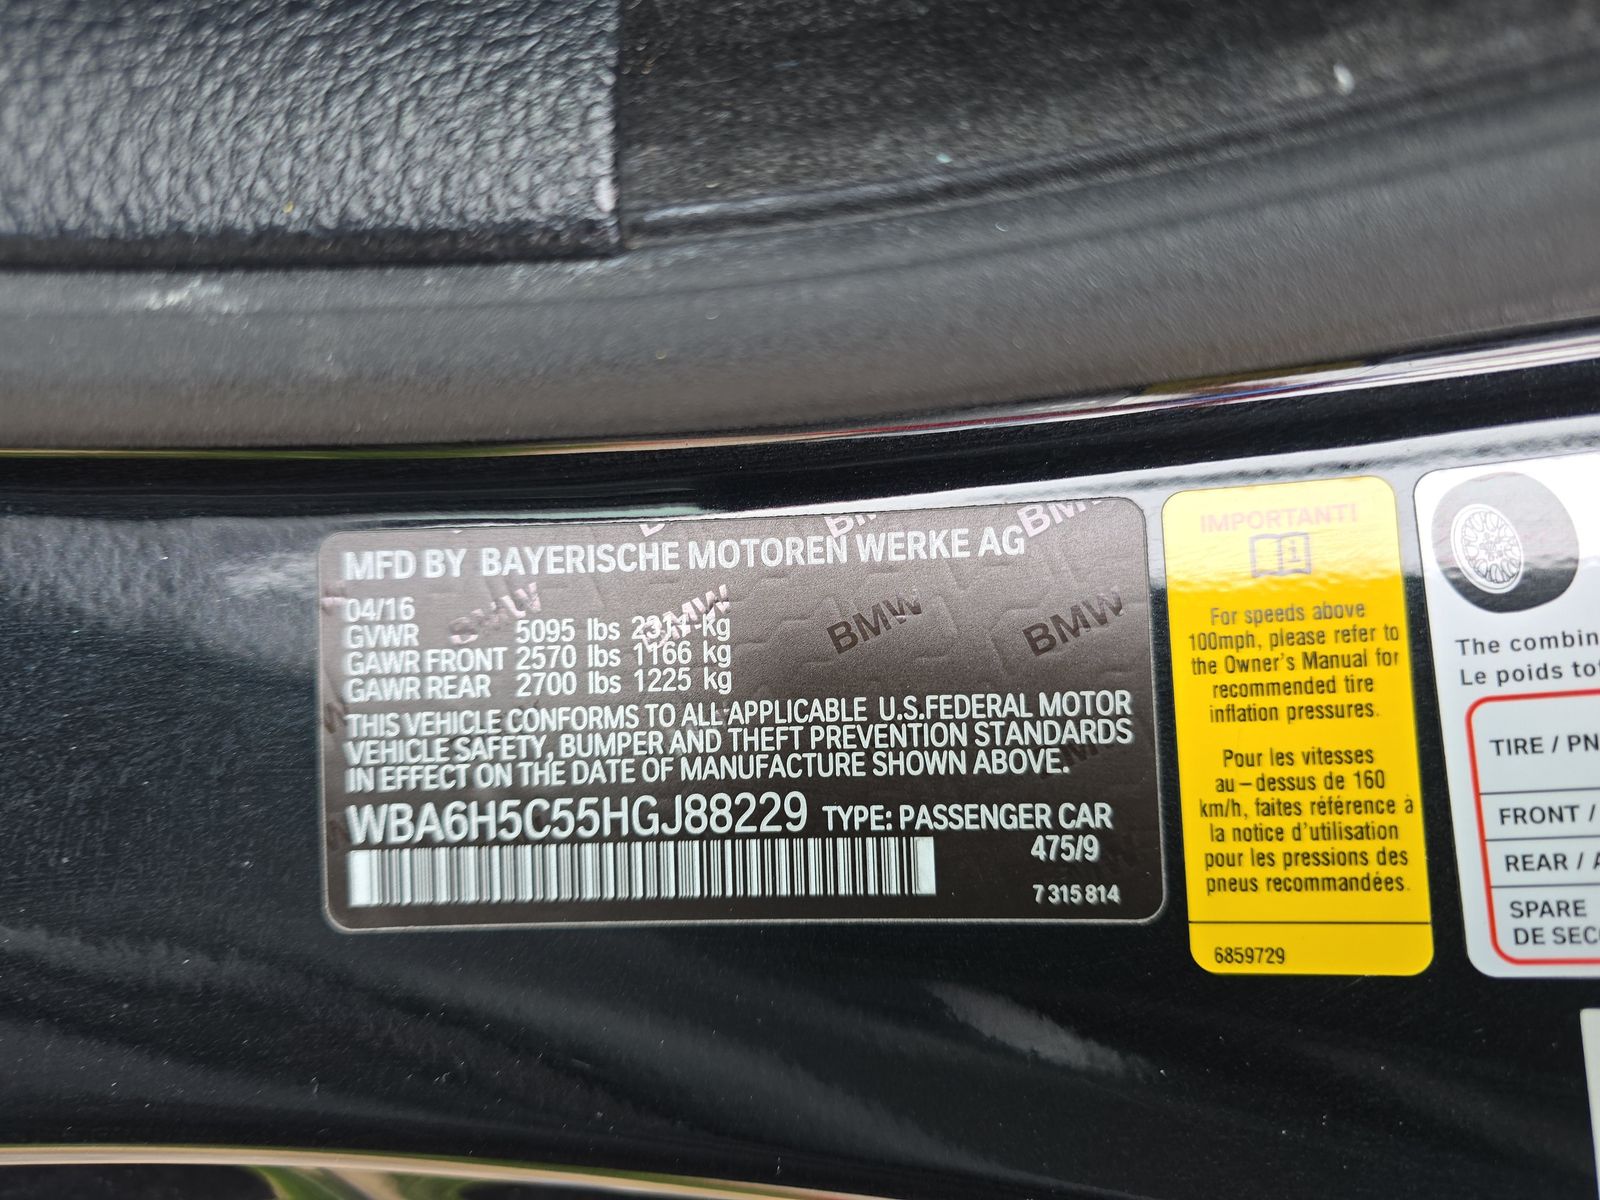 MFD BY BAYERISCHE MOTOREN WERKE AG
04/16
GVWR 5095 lbs 2311 kg
GAWR FRONT 2570 lbs 1166 kg
GAWR REAR 2700 lbs 1225 kg
THIS VEHICLE CONFORMS TO ALL APPLICABLE U.S.FEDERAL MOTOR
VEHICLE SAFETY, BUMPER AND THEFT PREVENTION STANDARDS
IN EFFECT ON THE DATE OF MANUFACTURE SHOWN ABOVE.
WBA6H5C55HGJ88229 TYPE: PASSENGER CAR
475/9
7 315 814
BMW
BMW
BMW
BMW
BMW
IMPORTANT!
For speeds above
100mph, please refer to
the Owner's Manual for
recommended tire
inflation pressures.
Pour les vitesses
au-dessus de 160
km/h, faites référence à
la notice d'utilisation
pour les pressions des
pneus recommandées.
6859729
The combin
Le poids to
TIRE / PN
FRONT /
REAR / A
SPARE
DE SEC